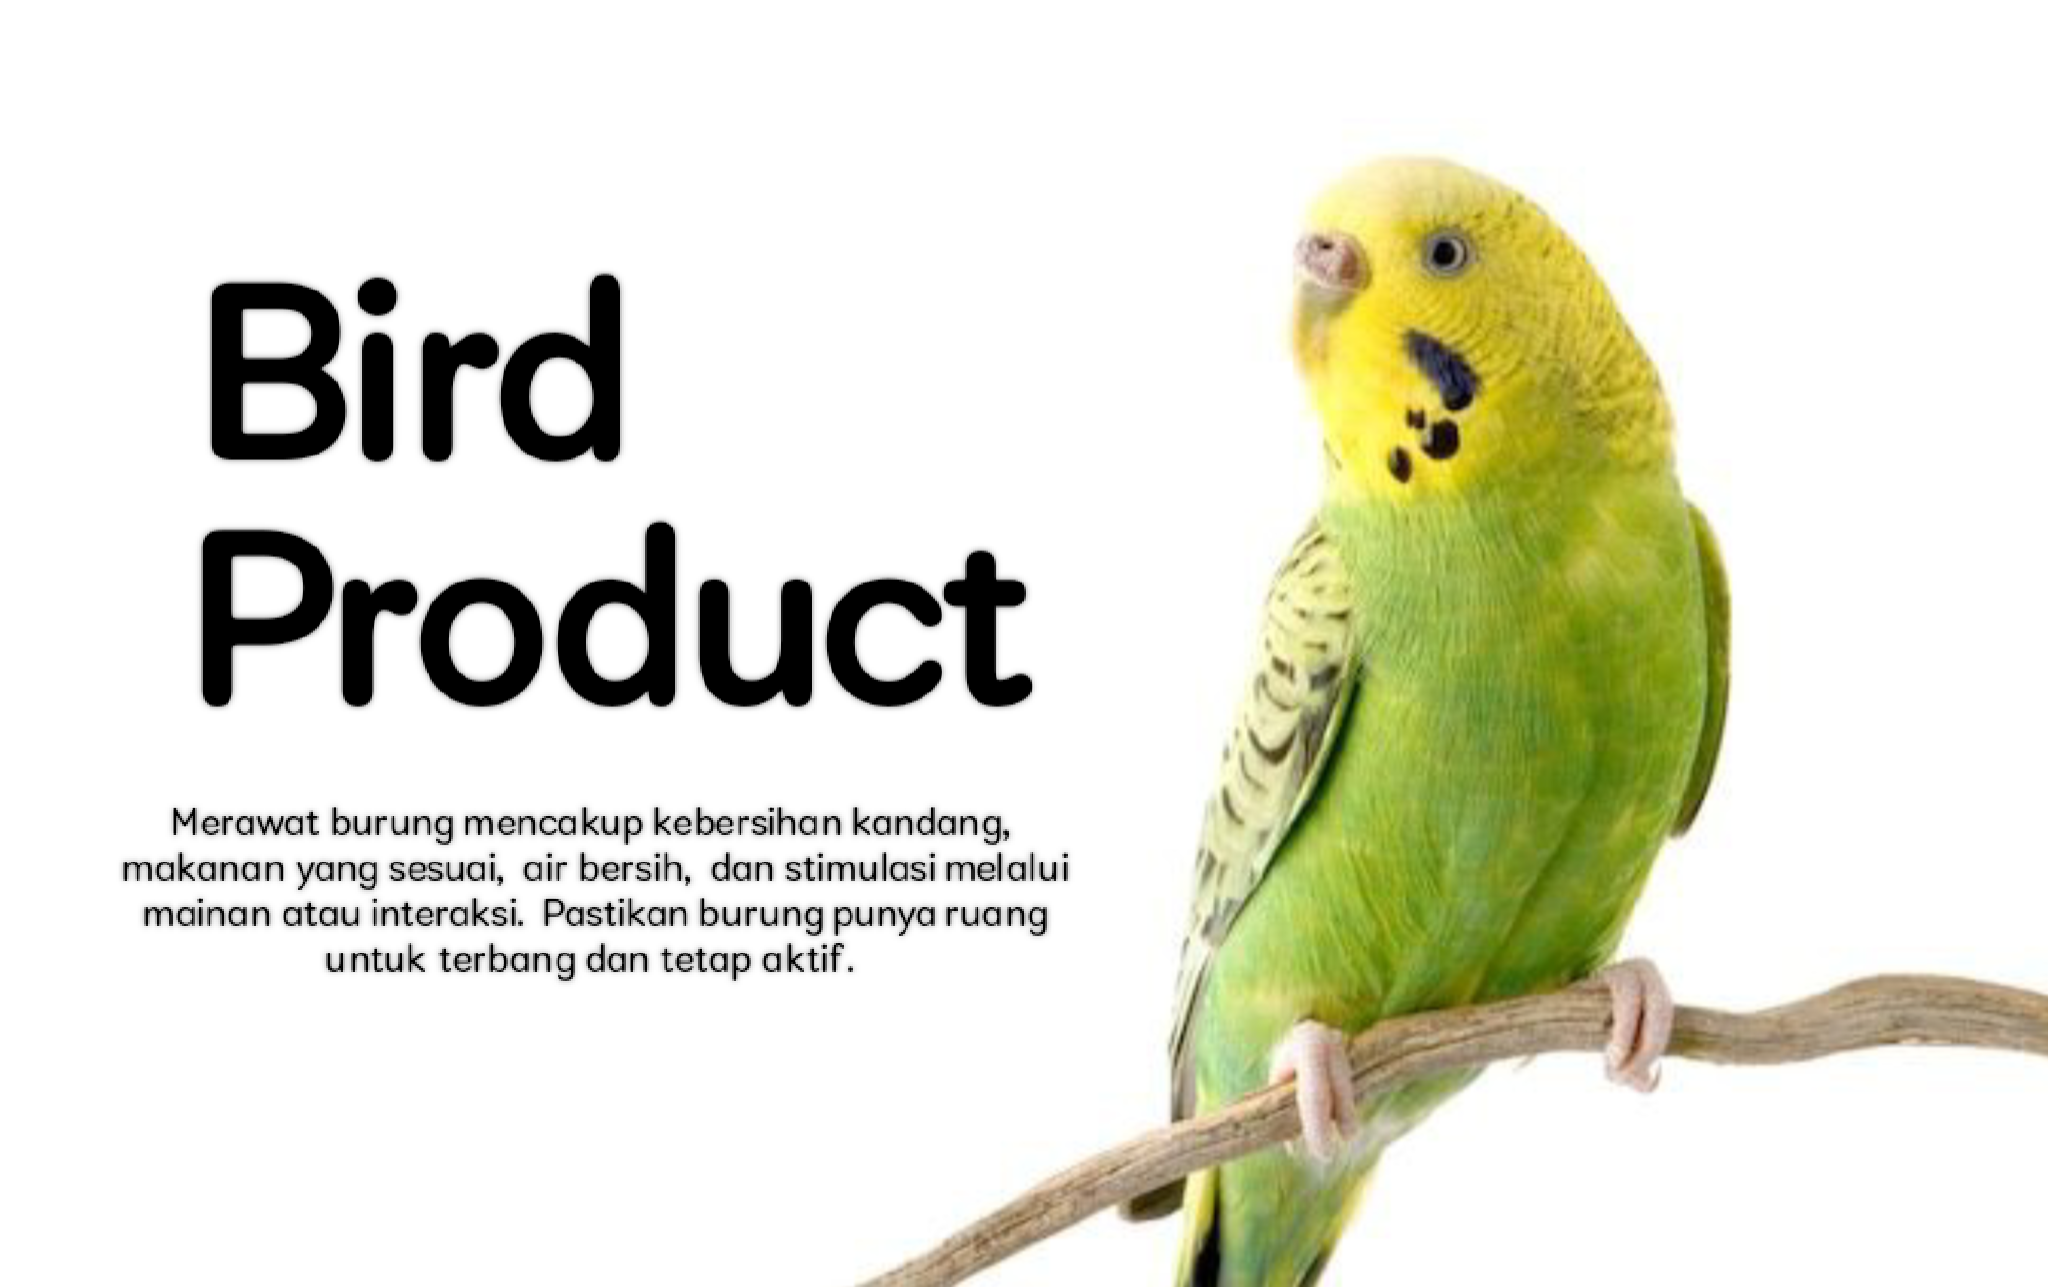 Bird
Product
Merawat burung mencakup kebersihan kandang,
makanan yang sesuai, air bersih, dan stimulasi melalui
mainan atau interaksi. Pastikan burung punya ruang
untuk terbang dan tetap aktif.